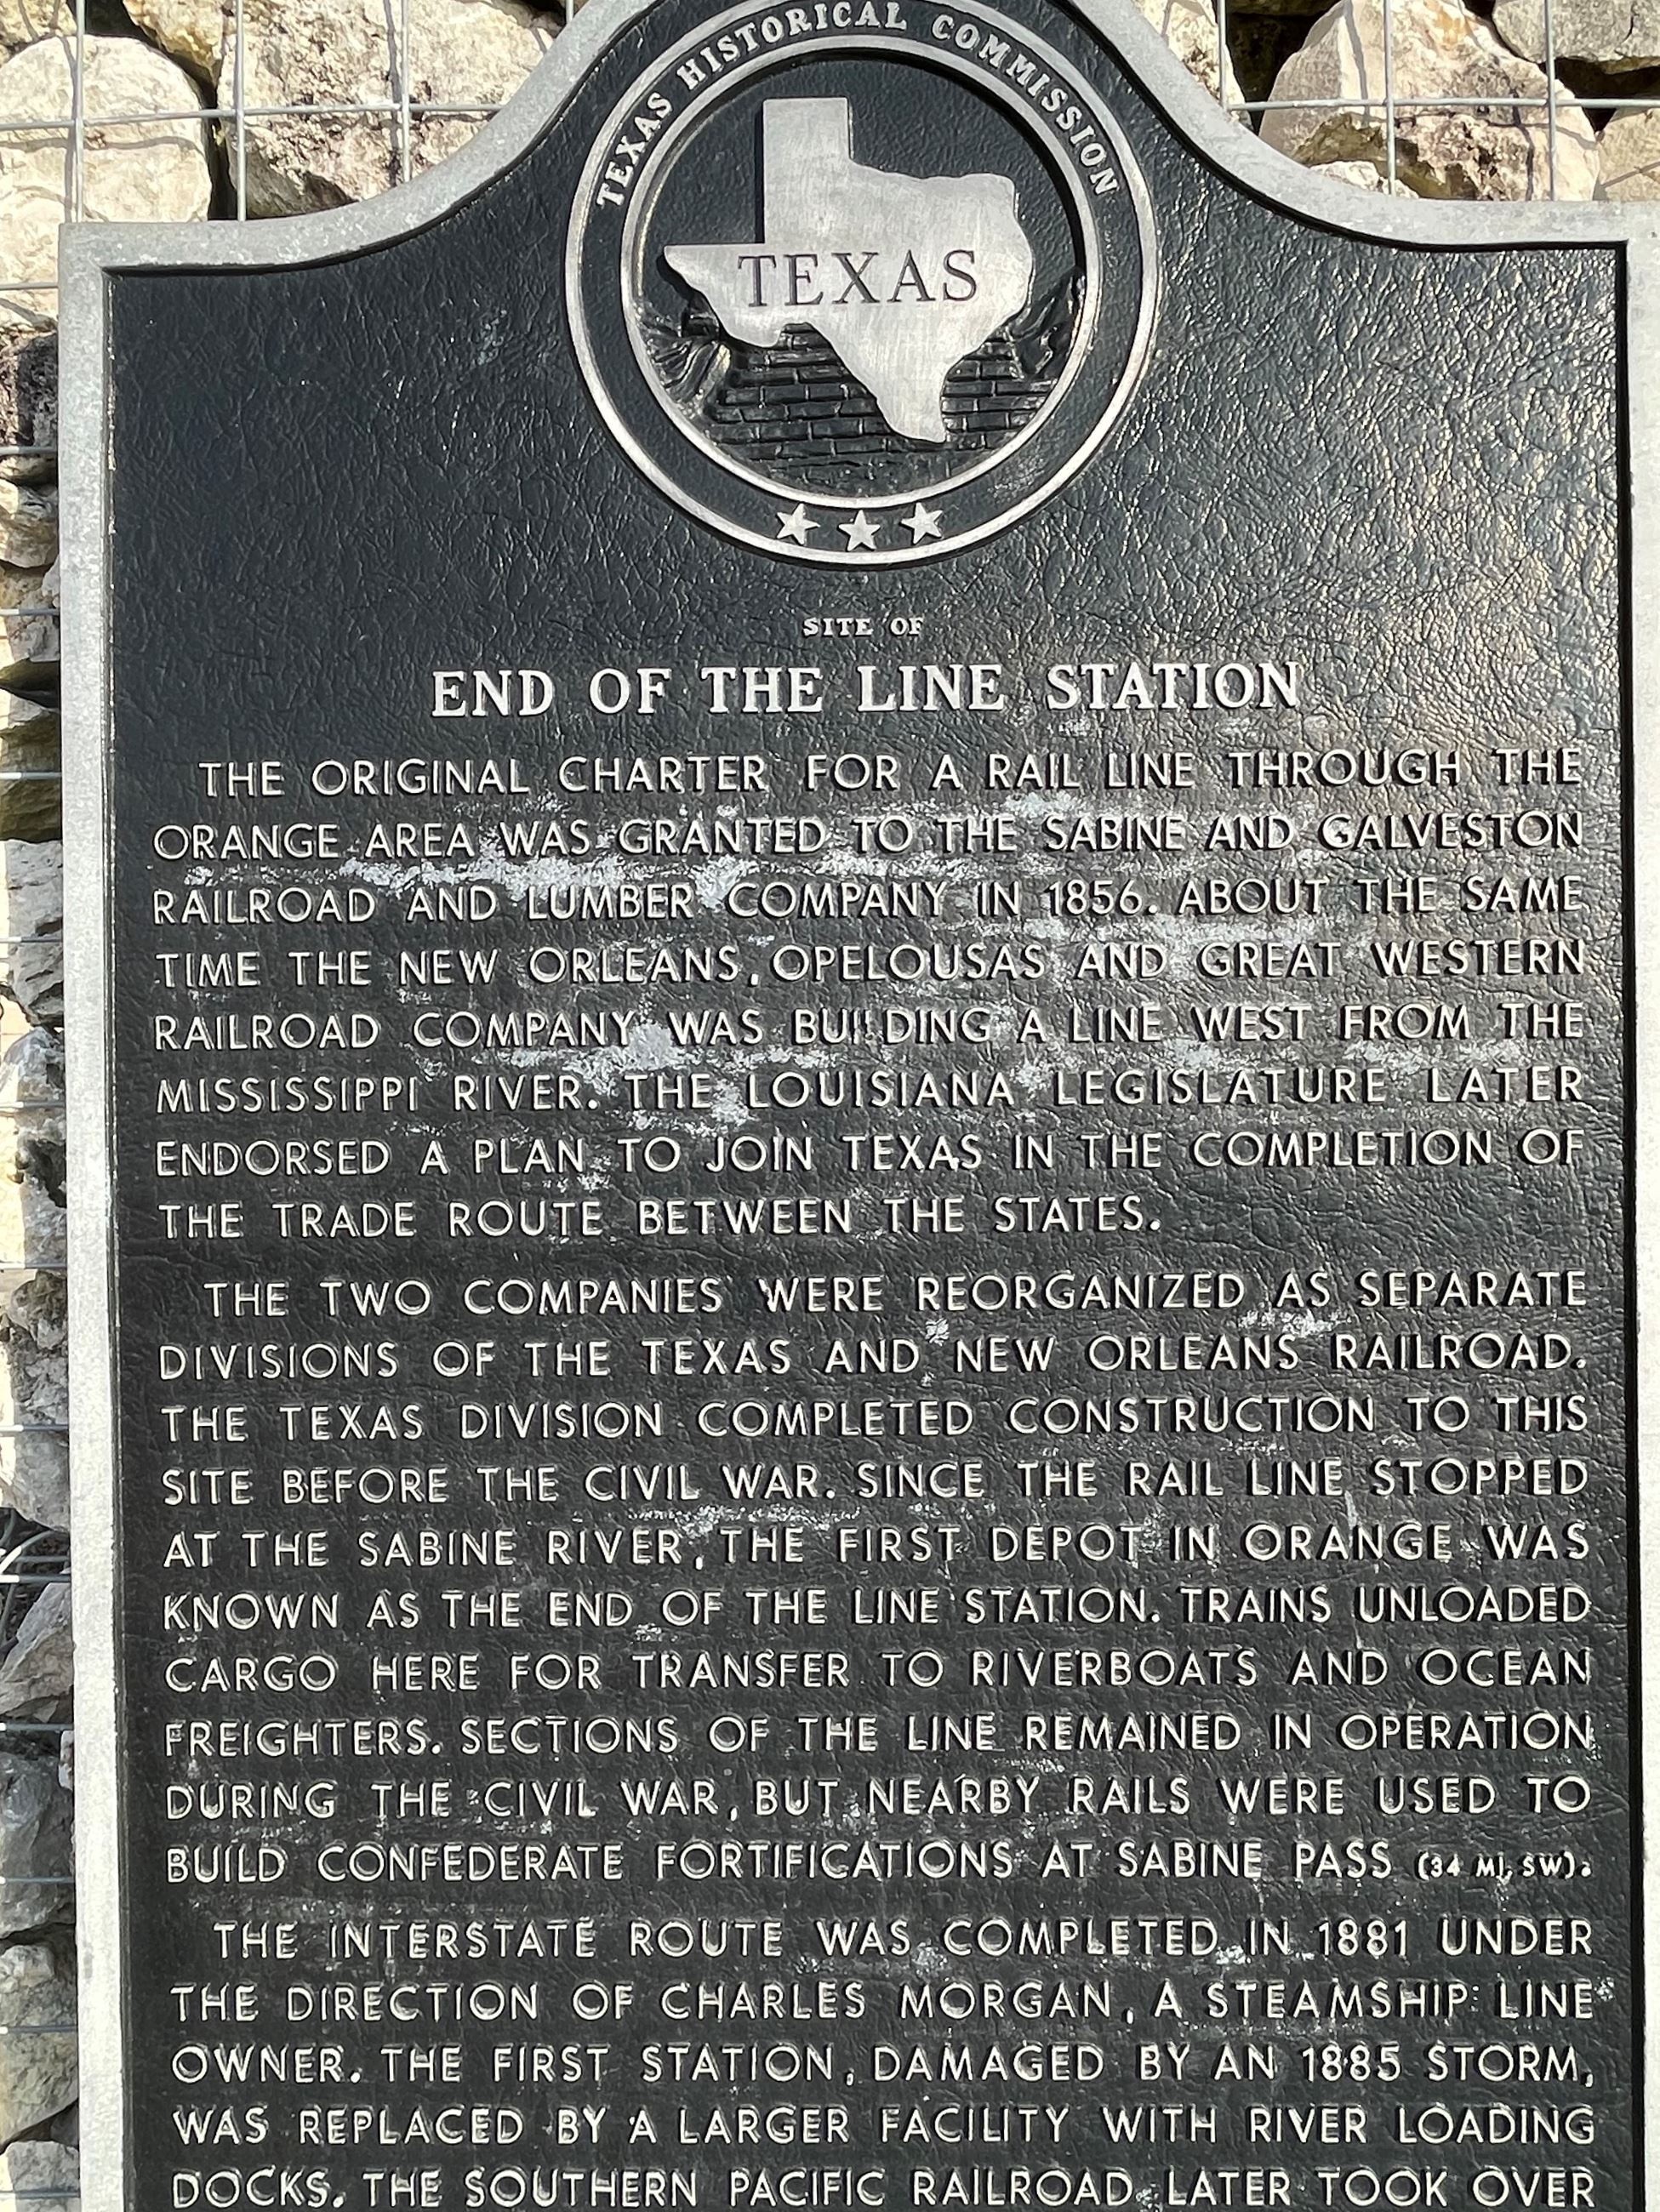 TEXAS HISTORICAL COMMISSION
TEXAS
SITE OF
END OF THE LINE STATION
THE ORIGINAL CHARTER FOR A RAIL LINE THROUGH THE
ORANGE AREA WAS GRANTED TO THE SABINE AND GALVESTON
RAILROAD AND LUMBER COMPANY IN 1856. ABOUT THE SAME
TIME THE NEW ORLEANS, OPELOUSAS AND GREAT WESTERN
RAILROAD COMPANY WAS BUILDING A LINE WEST FROM THE
MISSISSIPPI RIVER. THE LOUISIANA LEGISLATURE LATER
ENDORSED A PLAN TO JOIN TEXAS IN THE COMPLETION OF
THE TRADE ROUTE BETWEEN THE STATES.
THE TWO COMPANIES WERE REORGANIZED AS SEPARATE
DIVISIONS OF THE TEXAS AND NEW ORLEANS RAILROAD.
THE TEXAS DIVISION COMPLETED CONSTRUCTION TO THIS
SITE BEFORE THE CIVIL WAR. SINCE THE RAIL LINE STOPPED
AT THE SABINE RIVER, THE FIRST DEPOT IN ORANGE WAS
KNOWN AS THE END OF THE LINE STATION. TRAINS UNLOADED
CARGO HERE FOR TRANSFER TO RIVERBOATS AND OCEAN
FREIGHTERS. SECTIONS OF THE LINE REMAINED IN OPERATION
DURING THE CIVIL WAR, BUT NEARBY RAILS WERE USED TO
BUILD CONFEDERATE FORTIFICATIONS AT SABINE PASS (34 MI. SW).
THE INTERSTATE ROUTE WAS COMPLETED IN 1881 UNDER
THE DIRECTION OF CHARLES MORGAN, A STEAMSHIP LINE
OWNER. THE FIRST STATION, DAMAGED BY AN 1885 STORM,
WAS REPLACED BY A LARGER FACILITY WITH RIVER LOADING
DOCKS. THE SOUTHERN PACIFIC RAILROAD LATER TOOK OVER